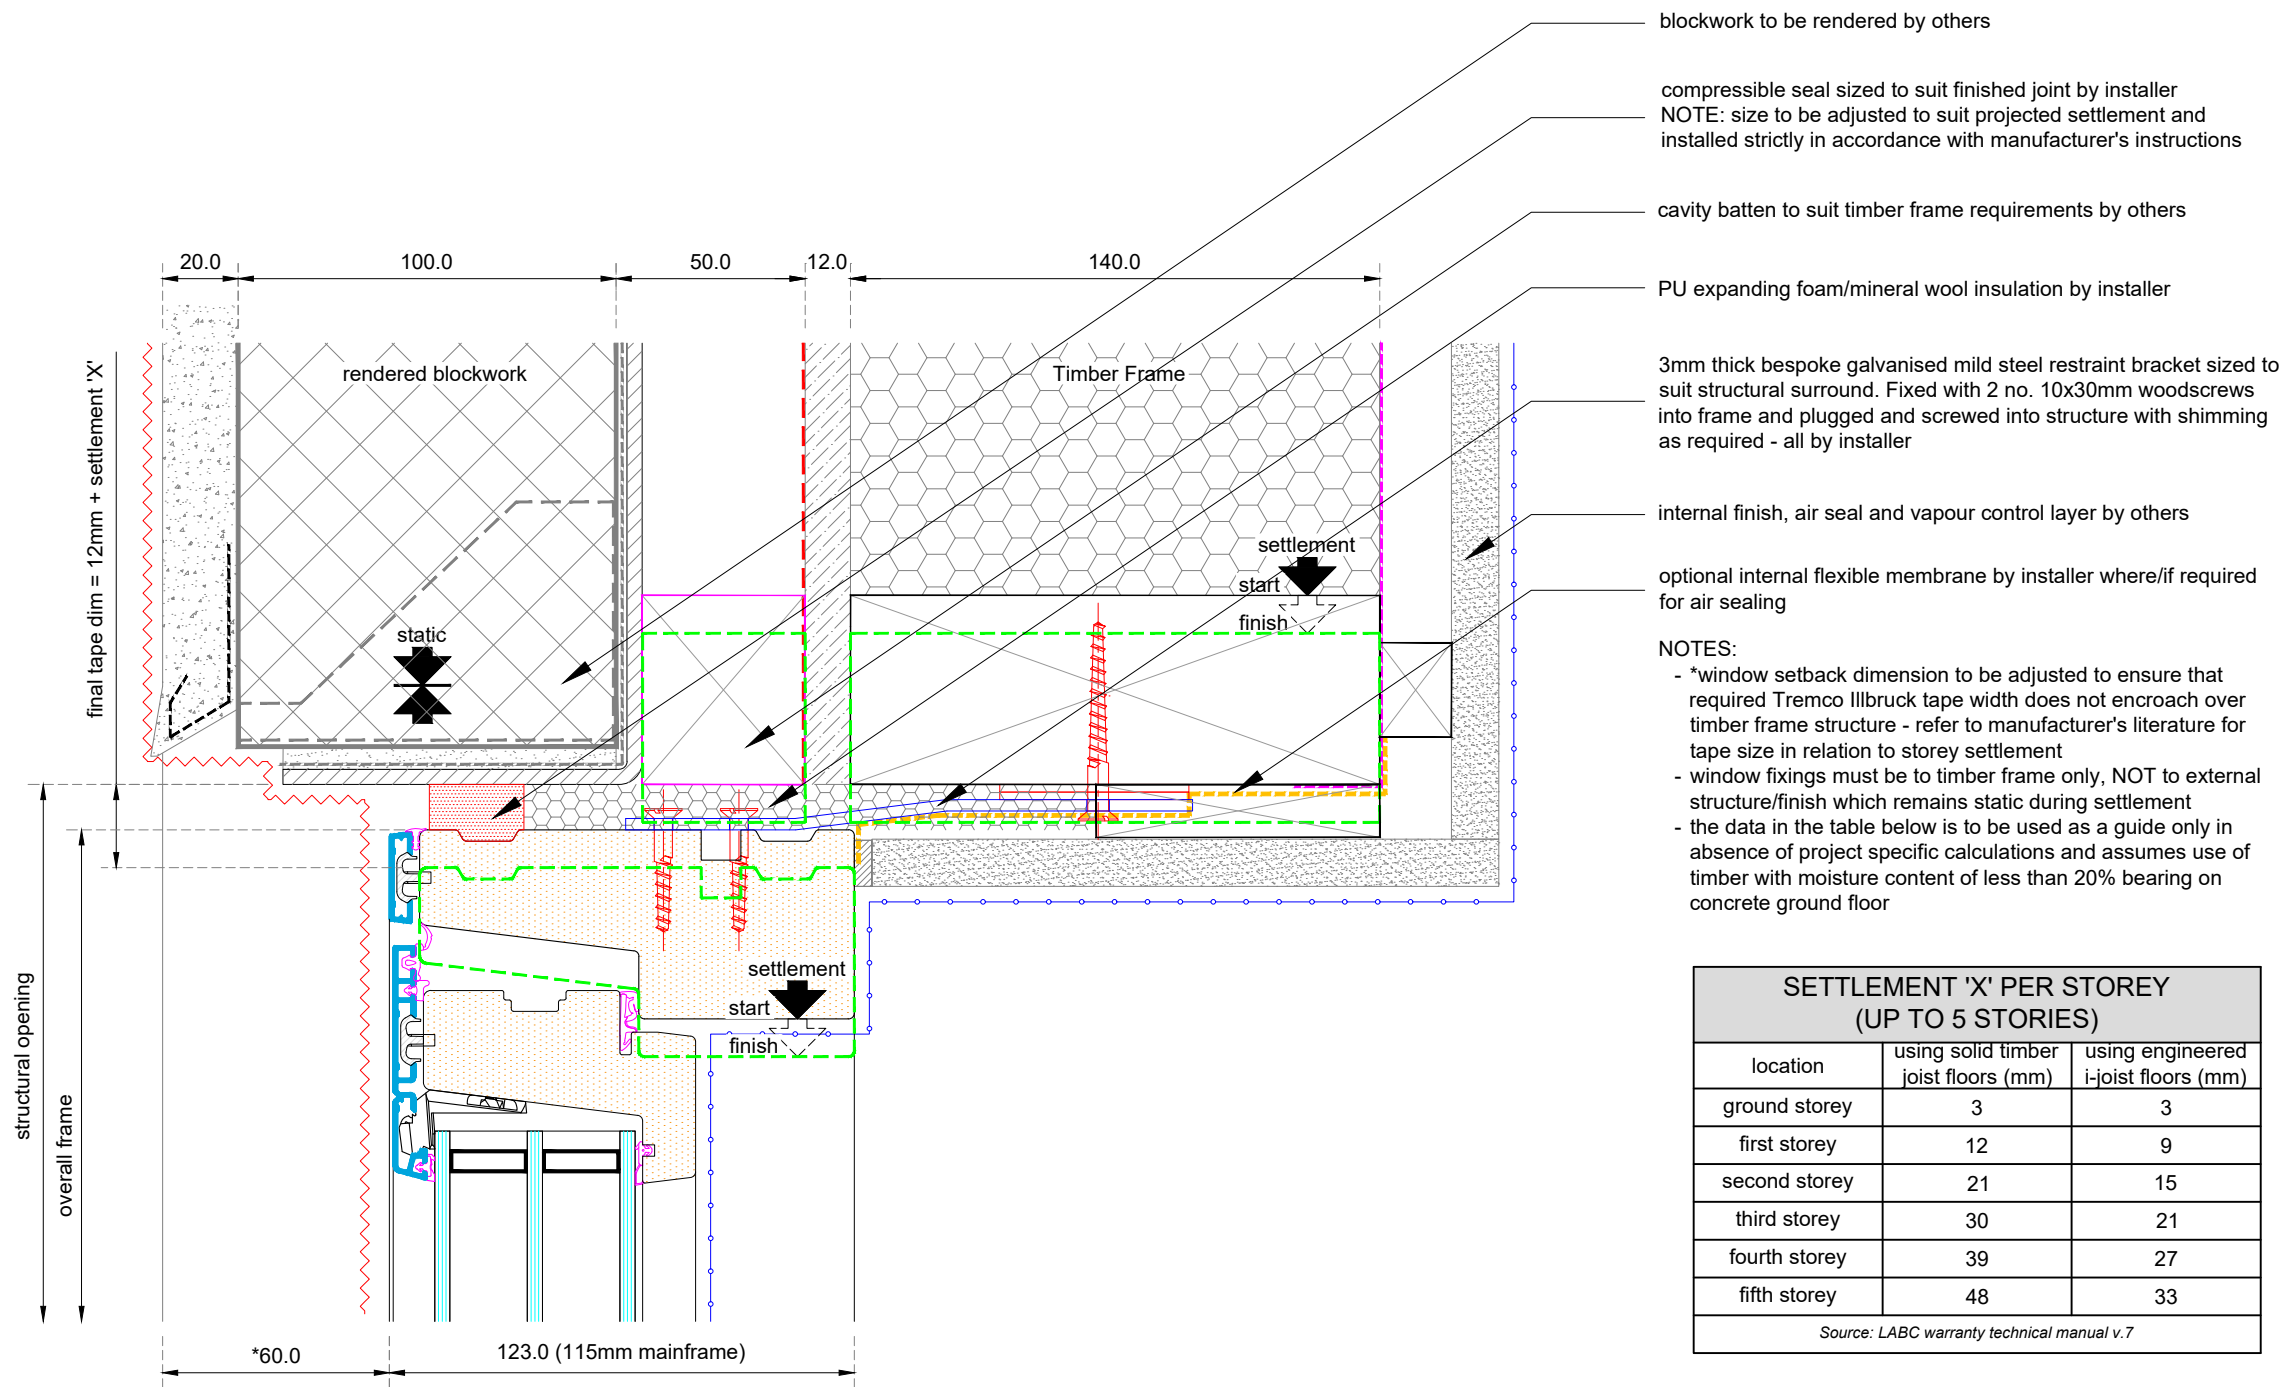 blockwork to be rendered by others
compressible seal sized to suit finished joint by installer
NOTE: size to be adjusted to suit projected settlement and
installed strictly in accordance with manufacturer's instructions
cavity batten to suit timber frame requirements by others
PU expanding foam/mineral wool insulation by installer
3mm thick bespoke galvanised mild steel restraint bracket sized to
suit structural surround. Fixed with 2 no. 10x30mm woodscrews
into frame and plugged and screwed into structure with shimming
as required - all by installer
internal finish, air seal and vapour control layer by others
optional internal flexible membrane by installer where/if required
for air sealing
NOTES:
- *window setback dimension to be adjusted to ensure that
required Tremco Illbruck tape width does not encroach over
timber frame structure - refer to manufacturer's literature for
tape size in relation to storey settlement
- window fixings must be to timber frame only, NOT to external
structure/finish which remains static during settlement
- the data in the table below is to be used as a guide only in
absence of project specific calculations and assumes use of
timber with moisture content of less than 20% bearing on
concrete ground floor
20.0 100.0 50.0 12.0 140.0
rendered blockwork
Timber Frame
final tape dim = 12mm + settlement 'X'
static
settlement
start
finish
settlement
start
finish
structural opening
overall frame
*60.0
123.0 (115mm mainframe)
SETTLEMENT 'X' PER STOREY
(UP TO 5 STORIES)
location
using solid timber
joist floors (mm)
using engineered
i-joist floors (mm)
ground storey 3 3
first storey 12 9
second storey 21 15
third storey 30 21
fourth storey 39 27
fifth storey 48 33
Source: LABC warranty technical manual v.7